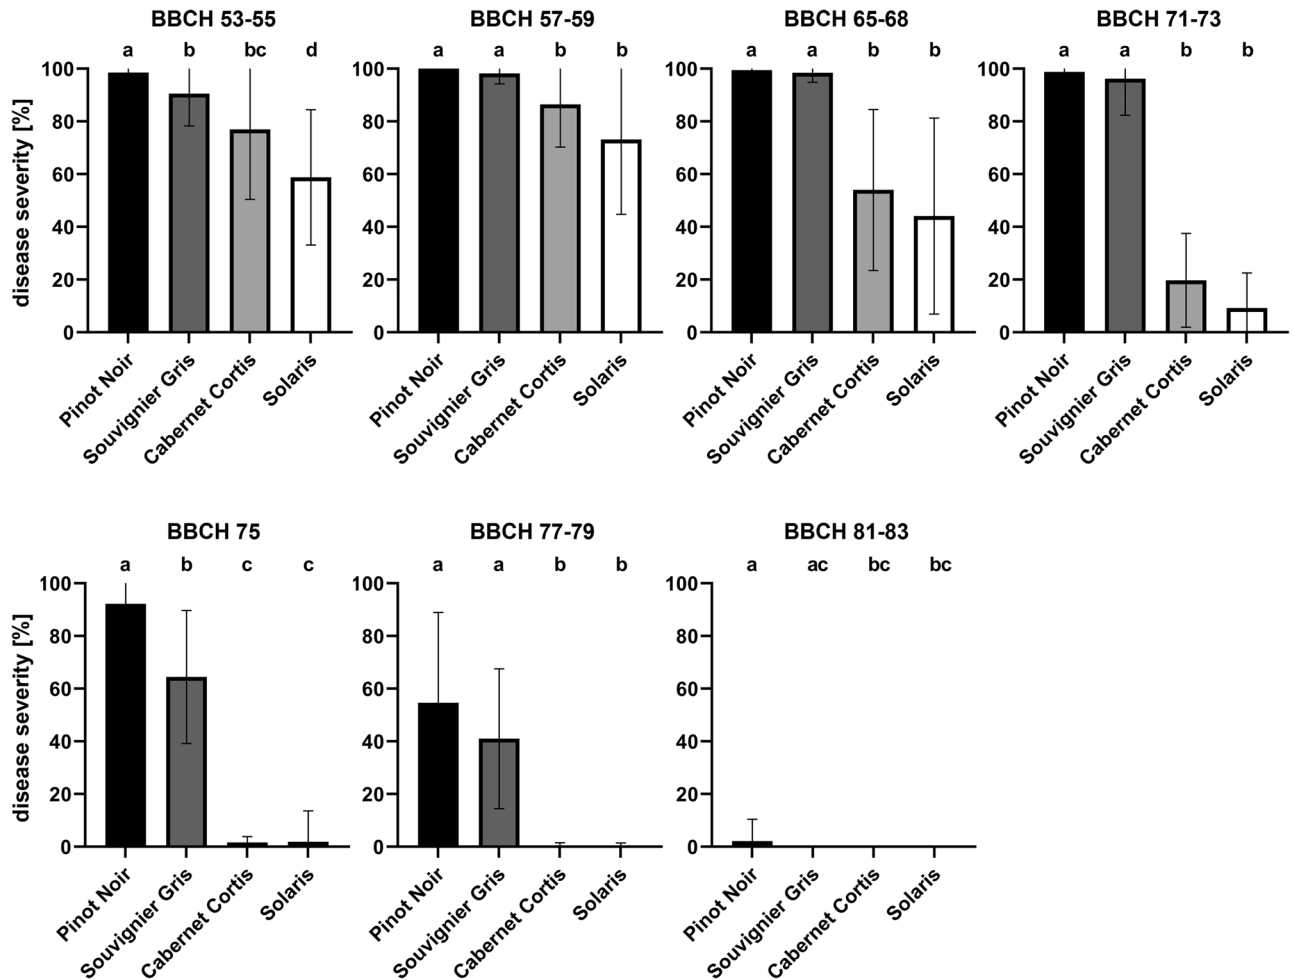 BBCH 53-55
a b bc d
disease severity [%]
100
80
60
40
20
0
Pinot Noir
Souvignier Gris
Cabernet Cortis
Solaris
BBCH 57-59
a a b b
100
80
60
40
20
0
Pinot Noir
Souvignier Gris
Cabernet Cortis
Solaris
BBCH 65-68
a a b b
100
80
60
40
20
0
Pinot Noir
Souvignier Gris
Cabernet Cortis
Solaris
BBCH 71-73
a a b b
100
80
60
40
20
0
Pinot Noir
Souvignier Gris
Cabernet Cortis
Solaris
BBCH 75
a b c c
disease severity [%]
100
80
60
40
20
0
Pinot Noir
Souvignier Gris
Cabernet Cortis
Solaris
BBCH 77-79
a a b b
100
80
60
40
20
0
Pinot Noir
Souvignier Gris
Cabernet Cortis
Solaris
BBCH 81-83
a ac bc bc
100
80
60
40
20
0
Pinot Noir
Souvignier Gris
Cabernet Cortis
Solaris